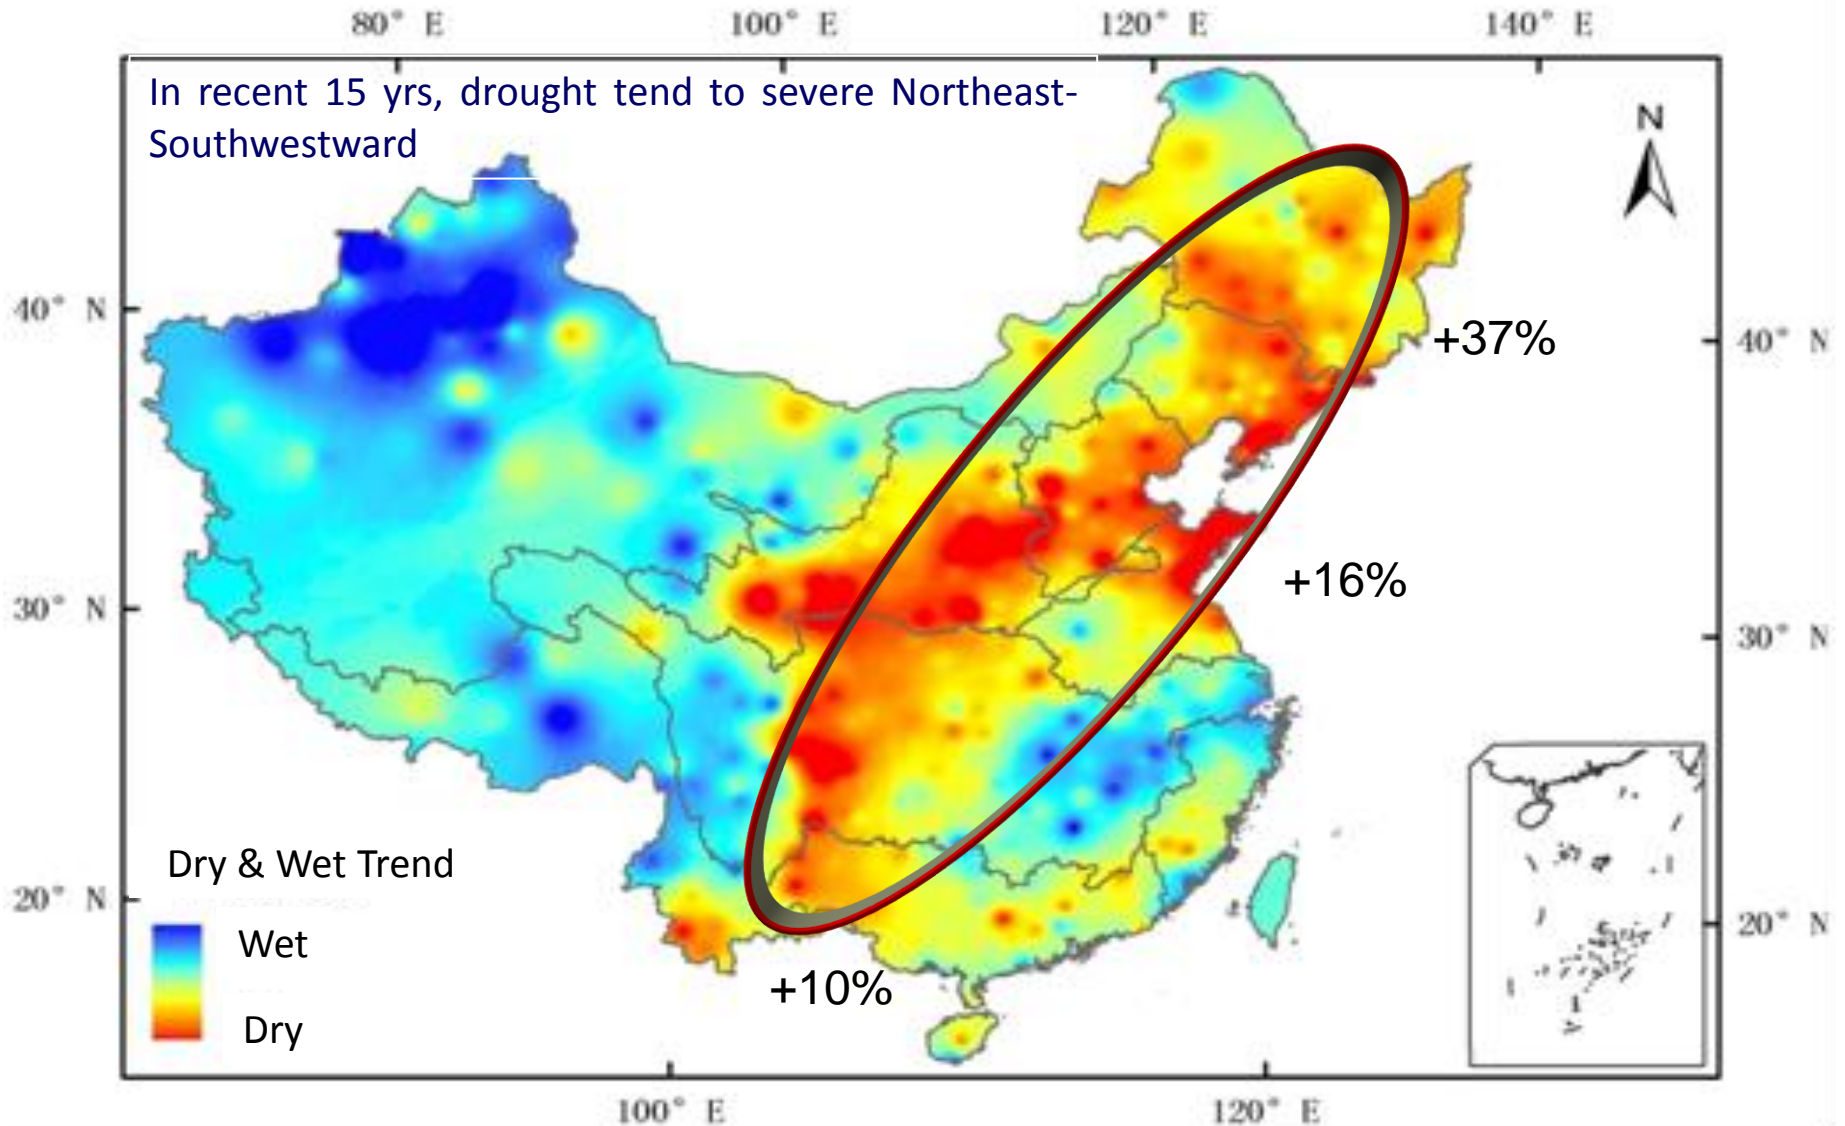 80° E 100° E 120° E 140° E
In recent 15 yrs, drought tend to severe Northeast-
Southwestward
N
40° N
+37%
40° N
+16%
30° N
30° N
Dry & Wet Trend
20° N
20° N
Wet
+10%
Dry
100° E 120° E